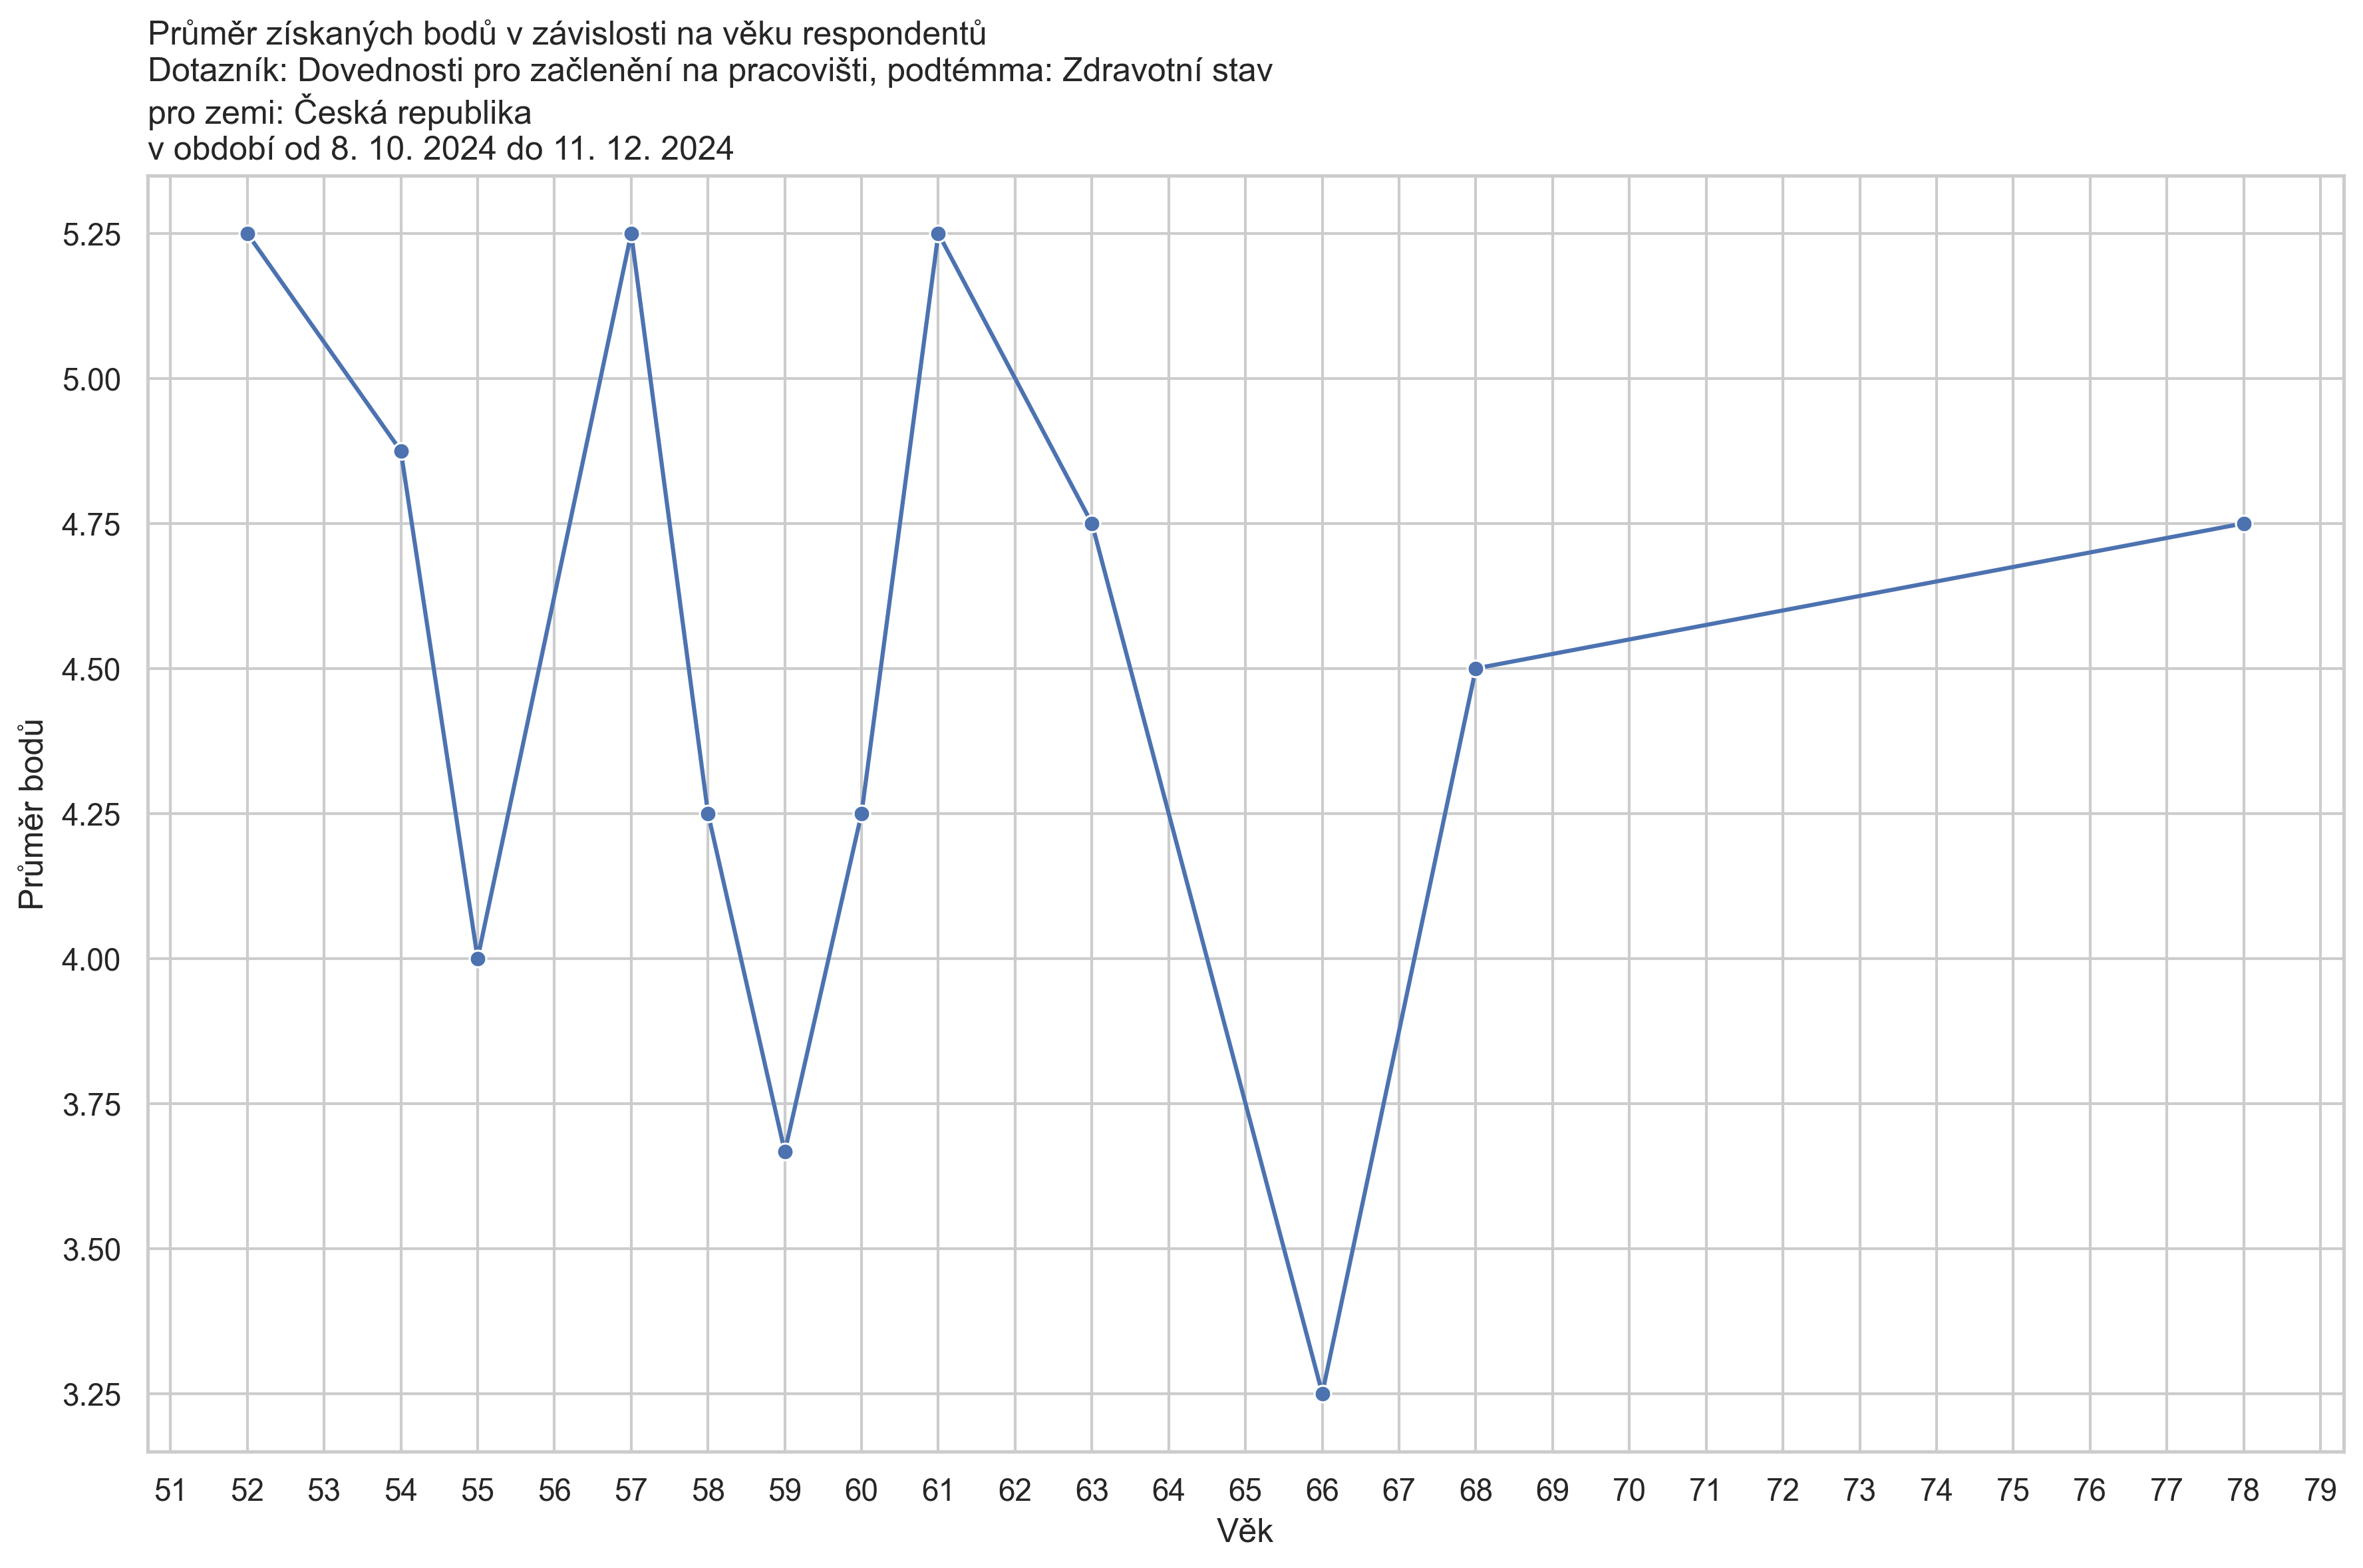 Průměr získaných bodů v závislosti na věku respondentů
Dotazník: Dovednosti pro začlenění na pracovišti, podtémma: Zdravotní stav
pro zemi: Česká republika
v období od 8. 10. 2024 do 11. 12. 2024
5.25
5.00
4.75
4.50
4.25
4.00
3.75
3.50
3.25
Průměr bodů
51 52 53 54 55 56 57 58 59 60 61 62 63 64 65 66 67 68 69 70 71 72 73 74 75 76 77 78 79
Věk